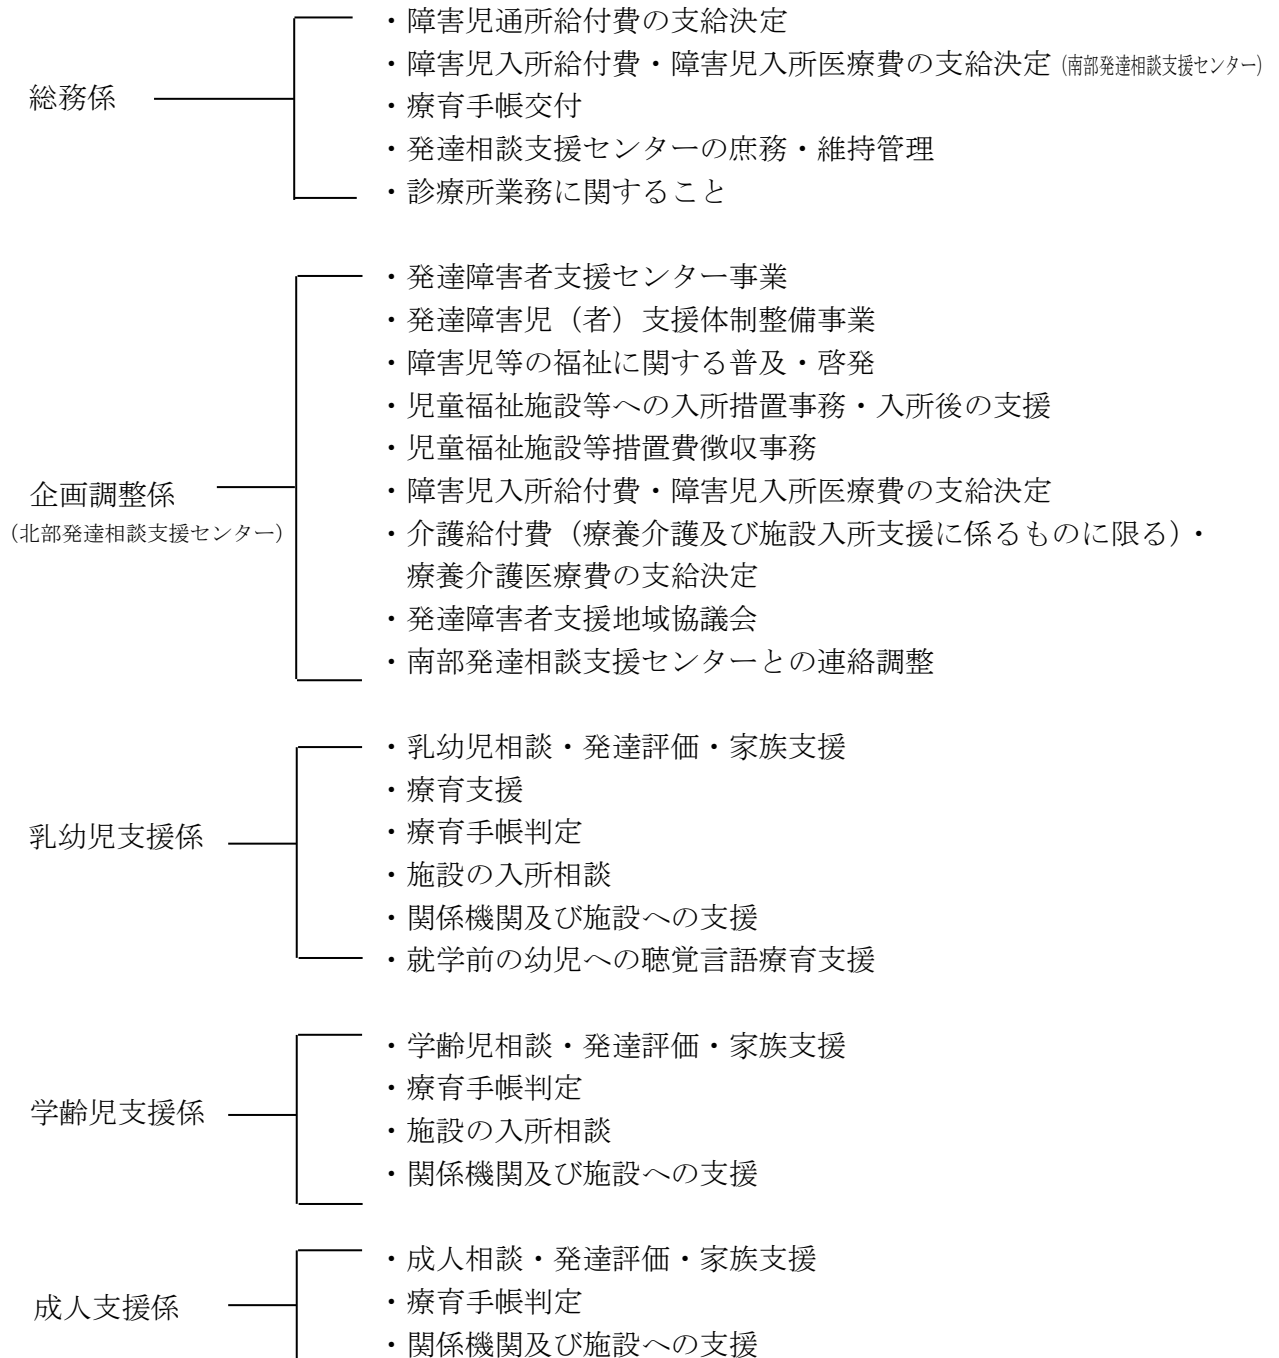 総務係
・障害児通所給付費の支給決定
・障害児入所給付費・障害児入所医療費の支給決定 (南部発達相談支援センター)
・療育手帳交付
・発達相談支援センターの庶務・維持管理
・診療所業務に関すること
企画調整係
（北部発達相談支援センター）
・発達障害者支援センター事業
・発達障害児（者）支援体制整備事業
・障害児等の福祉に関する普及・啓発
・児童福祉施設等への入所措置事務・入所後の支援
・児童福祉施設等措置費徴収事務
・障害児入所給付費・障害児入所医療費の支給決定
・介護給付費（療養介護及び施設入所支援に係るものに限る）・
療養介護医療費の支給決定
・発達障害者支援地域協議会
・南部発達相談支援センターとの連絡調整
乳幼児支援係
・乳幼児相談・発達評価・家族支援
・療育支援
・療育手帳判定
・施設の入所相談
・関係機関及び施設への支援
・就学前の幼児への聴覚言語療育支援
学齢児支援係
・学齢児相談・発達評価・家族支援
・療育手帳判定
・施設の入所相談
・関係機関及び施設への支援
成人支援係
・成人相談・発達評価・家族支援
・療育手帳判定
・関係機関及び施設への支援